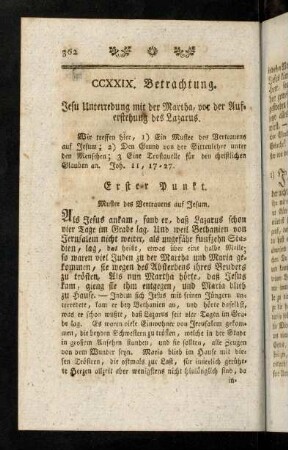 362
CCXXIX. Betrachtung.
Jesu Unterredung mit der Martha, vor der Auf-
erstehung des Lazarus.
Wir treffen hier, 1) Ein Muster des Vertrauens
auf Jesum; 2) Den Grund von der Sittenlehre unter
den Menschen; 3 Eine Trostquelle für den christlichen
Glauben an. Joh. 11, 17-27.
Erster Punkt.
Muster des Vertrauens auf Jesum.
Als Jesus ankam, fand er, daß Lazarus schon
vier Tage im Grabe lag. Und weil Bethanien von
Jerusalem nicht weiter, als ungefähr funfzehn Sta-
dien, lag, das heißt, etwas über eine halbe Meile;
so waren viel Juden zu der Martha und Maria ge-
kommen, sie wegen des Absterbens ihres Bruders
zu trösten. Als nun Martha hörte, daß Jesus
kam, gieng sie ihm entgegen, und Maria blieb
zu Hause. — Indem sich Jesus mit seinen Jüngern un-
terredete, kam er bey Bethanien an, und hörte daselbst,
was er schon wußte, daß Lazarus seit vier Tagen im Gra-
be lag. Es waren viele Einwohner von Jerusalem gekom-
men, die beyden Schwestern zu trösten, welche in der Stadt
in großem Ansehen stunden, und sie sollten, alle Zeugen
von dem Wunder seyn. Maria blieb im Hause mit diesen
Tröstern, die oftmals zur Last, für innerlich gerühr-
te Herzen allzeit aber wenigstens nicht hinlänglich sind, da
in-